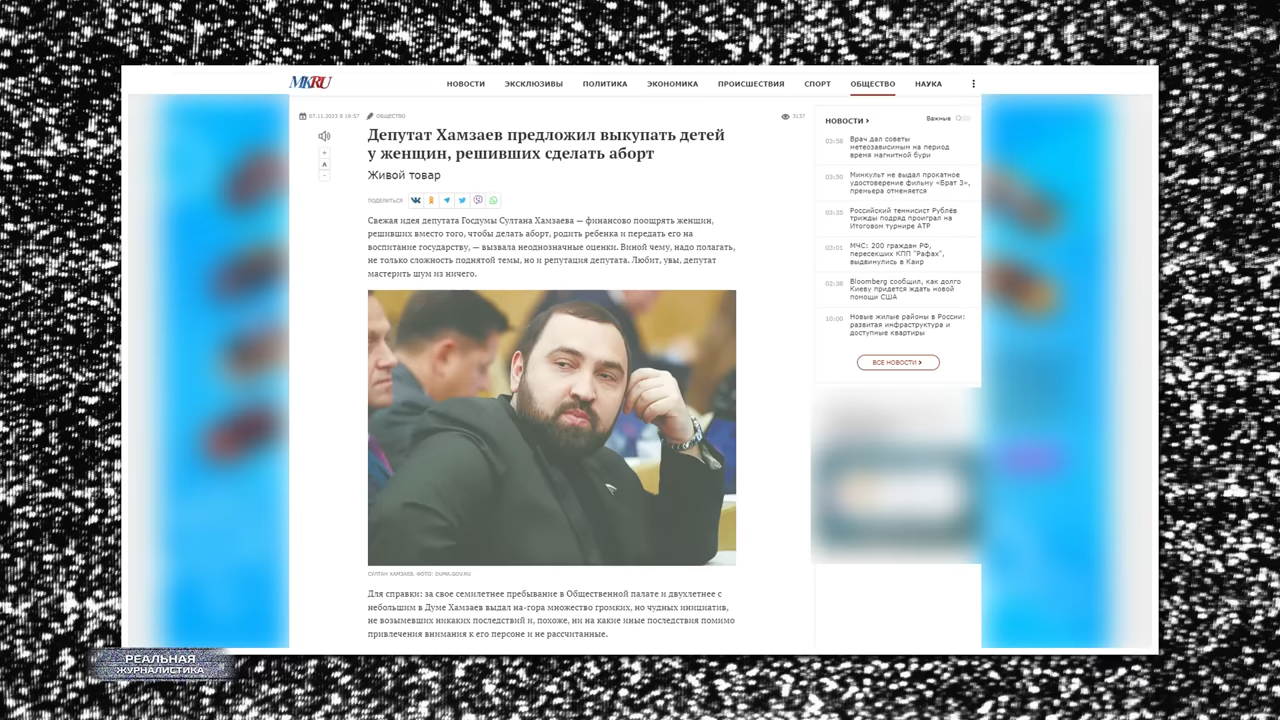 MKRU
НОВОСТИ ЭКСКЛЮЗИВЫ ПОЛИТИКА ЭКОНОМИКА ПРОИСШЕСТВИЯ СПОРТ ОБЩЕСТВО НАУКА
07.11.2023 В 16:57 ОБЩЕСТВО 3137
Депутат Хамзаев предложил выкупать детей
у женщин, решивших сделать аборт
Живой товар
+
A
-
ПОДЕЛИТЬСЯ
Свежая идея депутата Госдумы Султана Хамзаева — финансово поощрять женщин,
решивших вместо того, чтобы делать аборт, родить ребенка и передать его на
воспитание государству, — вызвала неоднозначные оценки. Виной чему, надо полагать,
не только сложность поднятой темы, но и репутация депутата. Любит, увы, депутат
мастерить шум из ничего.
СУЛТАН ХАМЗАЕВ. ФОТО: DUMA.GOV.RU
Для справки: за свое семилетнее пребывание в Общественной палате и двухлетнее с
небольшим в Думе Хамзаев выдал на-гора множество громких, но чудных инициатив,
не возымевших никаких последствий и, похоже, ни на какие иные последствия помимо
привлечения внимания к его персоне и не рассчитанные.
НОВОСТИ
Важные
03:58 Врач дал советы
метеозависимым на период
время магнитной бури
03:50 Минкульт не выдал прокатное
удостоверение фильму «Брат 3»,
премьера отменяется
03:35 Российский теннисист Рублёв
трижды подряд проиграл на
Итоговом турнире ATP
03:01 МЧС: 200 граждан РФ,
пересекших КПП "Рафах",
выдвинулись в Каир
02:38 Bloomberg сообщил, как долго
Киеву придется ждать новой
помощи США
10:00 Новые жилые районы в России:
развитая инфраструктура и
доступные квартиры
ВСЕ НОВОСТИ
РЕАЛЬНАЯ
ЖУРНАЛИСТИКА